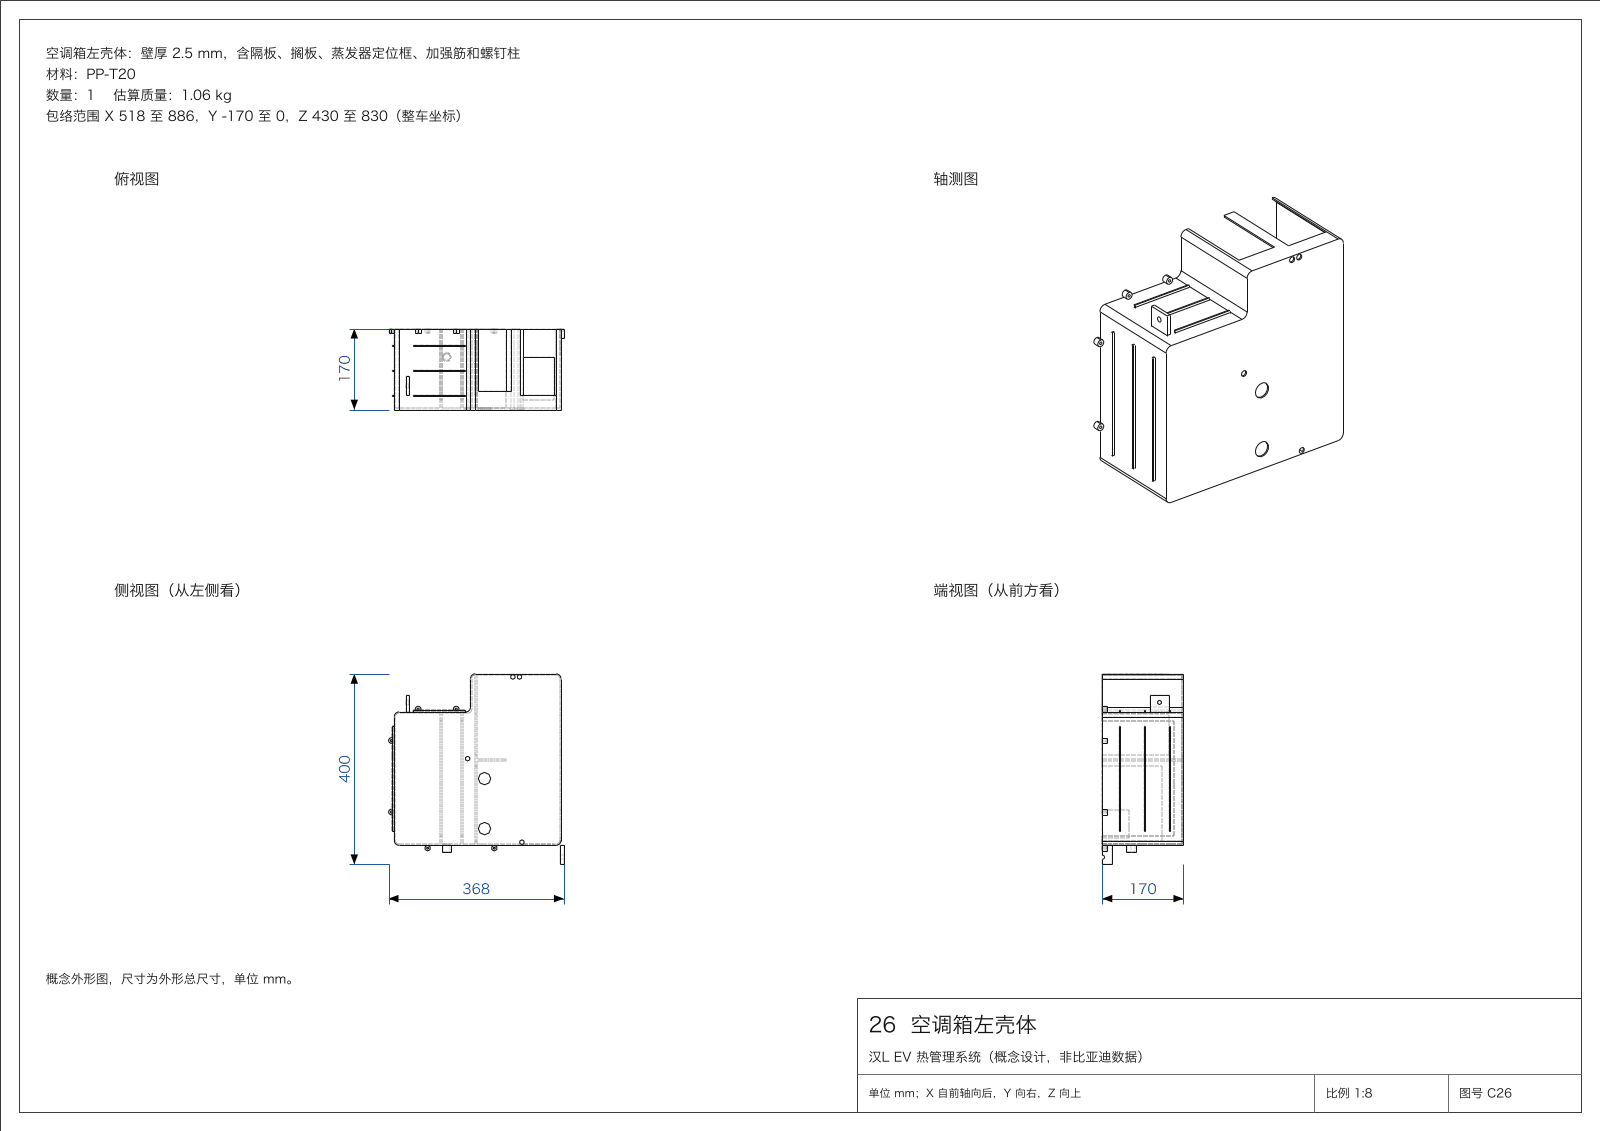 空调箱左壳体：壁厚 2.5 mm，含隔板、搁板、蒸发器定位框、加强筋和螺钉柱
材料：PP-T20
数量：1 估算质量：1.06 kg
包络范围 X 518 至 886，Y -170 至 0，Z 430 至 830（整车坐标）
俯视图
轴测图
170
侧视图（从左侧看）
端视图（从前方看）
400
368
170
概念外形图，尺寸为外形总尺寸，单位 mm。
26 空调箱左壳体
汉L EV 热管理系统（概念设计，非比亚迪数据）
单位 mm；X 自前轴向后，Y 向右，Z 向上
比例 1:8
图号 C26